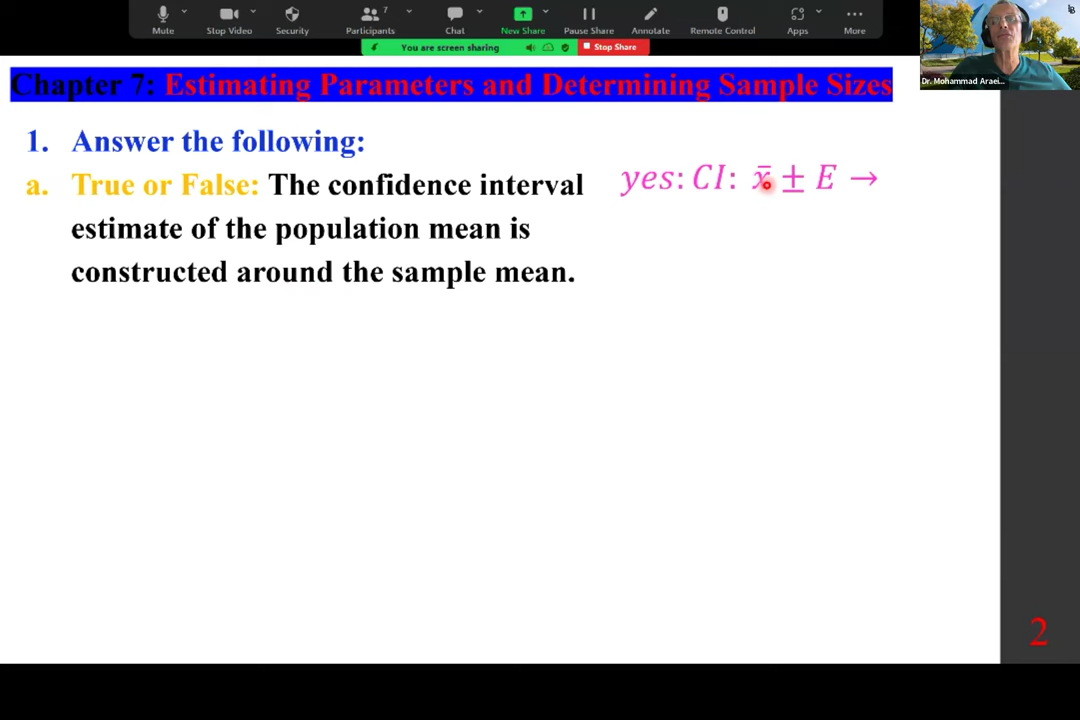 7
Mute Stop Video Security Participants Chat New Share Pause Share Annotate Remote Control Apps More
You are screen sharing Stop Share
Dr. Mohammad Araei...
Chapter 7: Estimating Parameters and Determining Sample Sizes
1. Answer the following:
a. True or False: The confidence interval
estimate of the population mean is
constructed around the sample mean.
yes: CI: x̄ ± E →
2